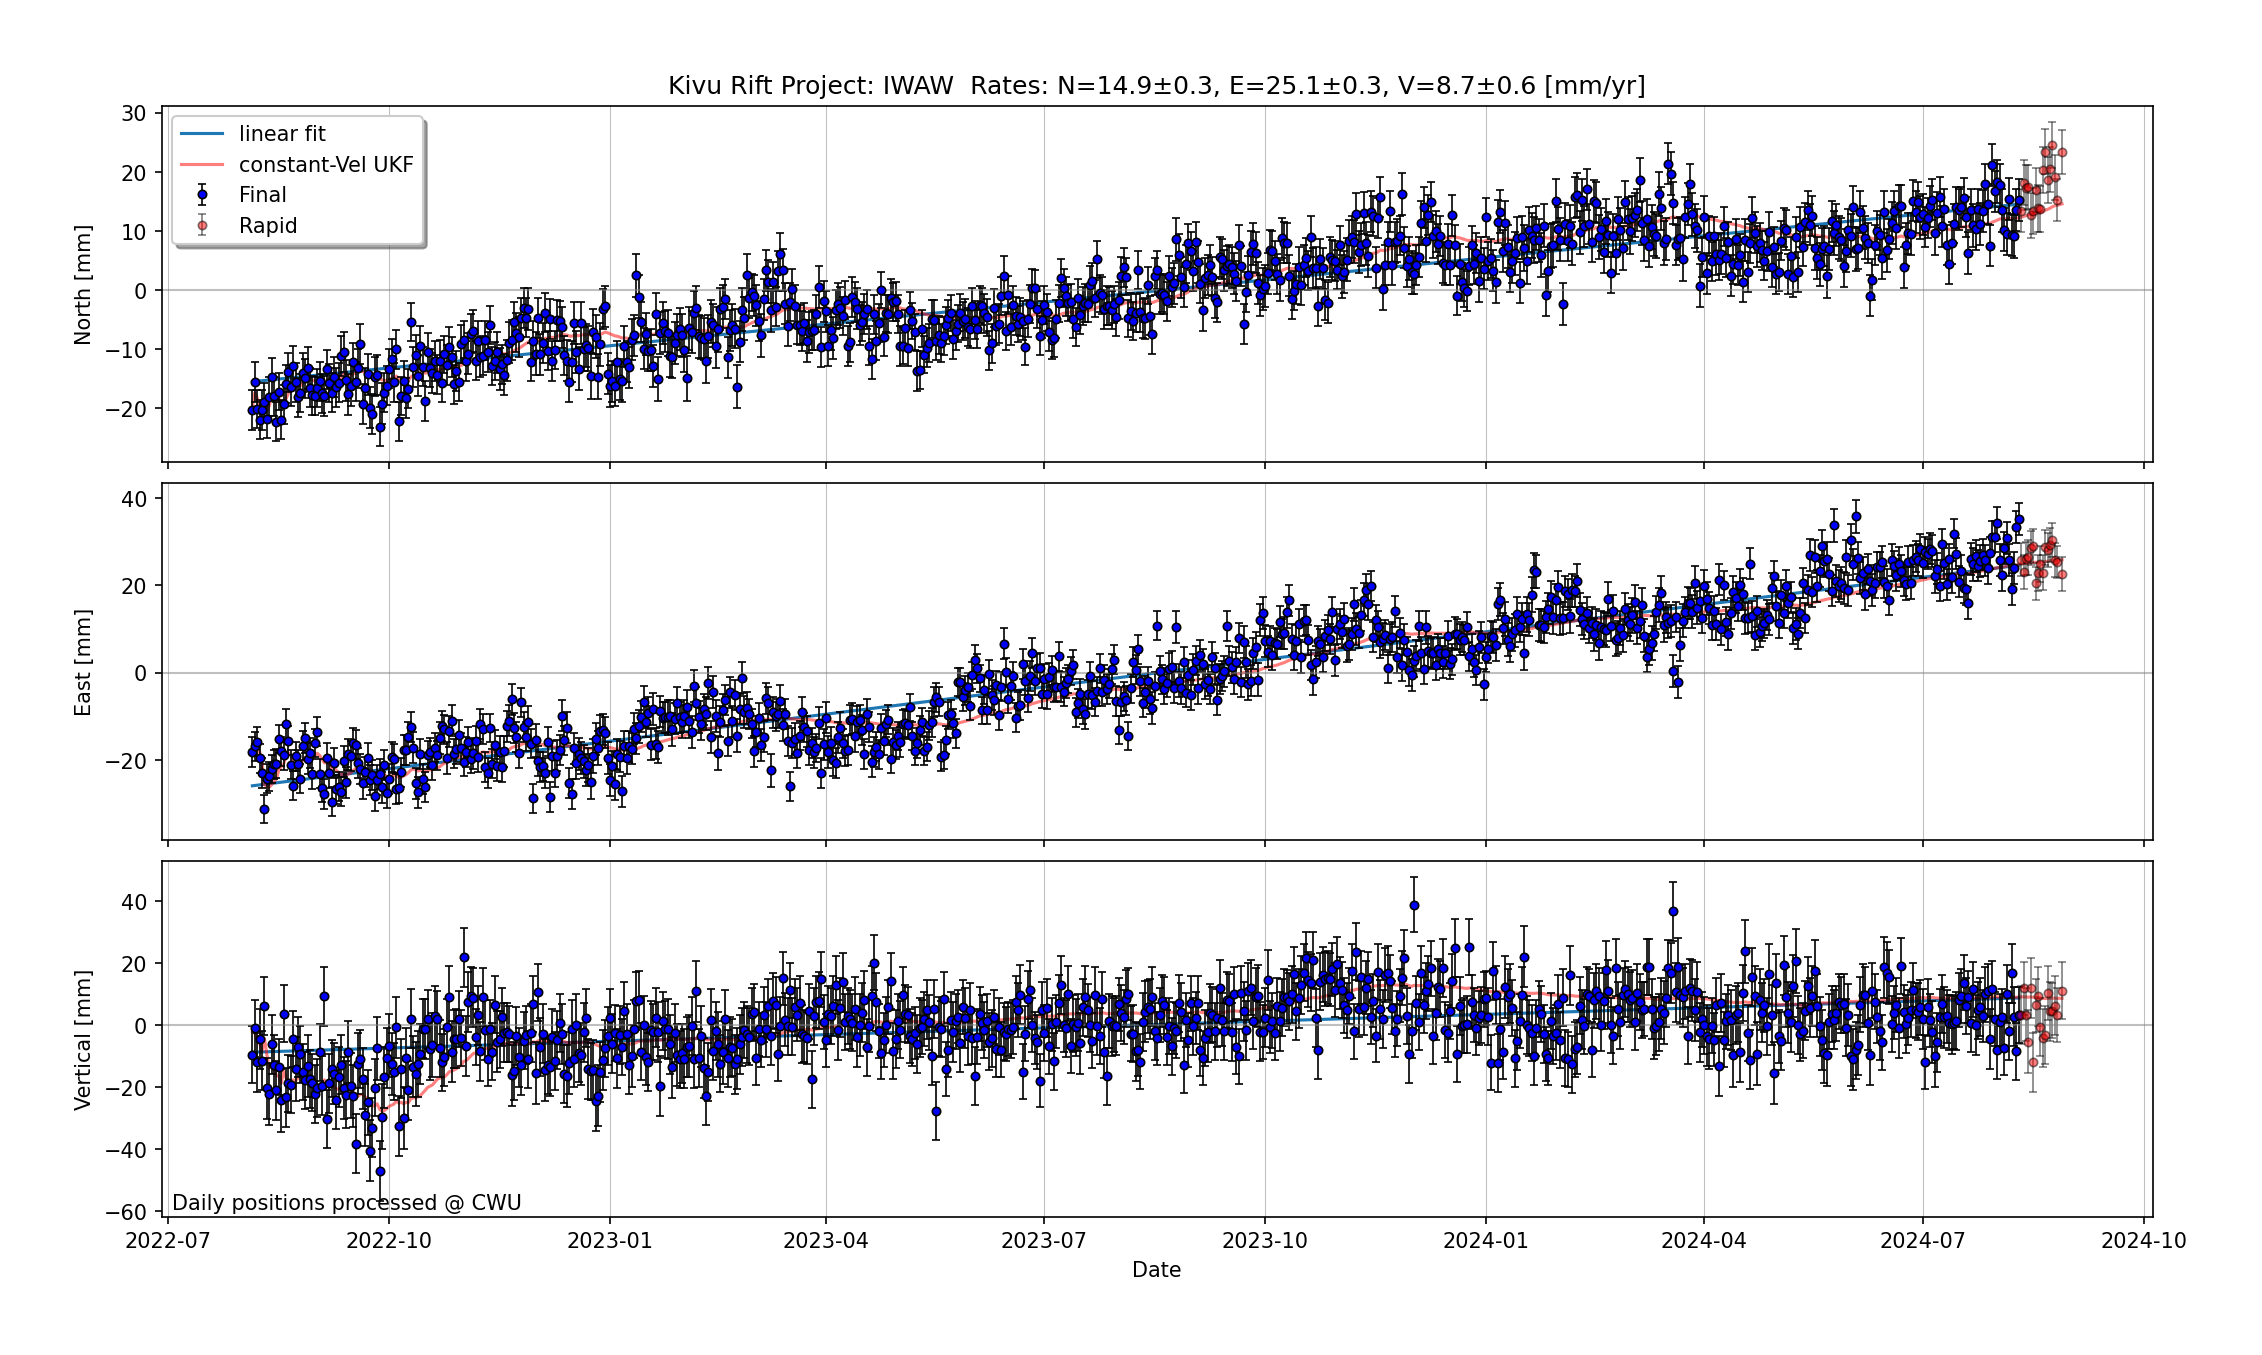 Kivu Rift Project: IWAW  Rates: N=14.9±0.3, E=25.1±0.3, V=8.7±0.6 [mm/yr]
30
20
10
0
−10
−20
North [mm]
linear fit
constant-Vel UKF
Final
Rapid
40
20
0
−20
East [mm]
40
20
0
−20
−40
−60
Vertical [mm]
Daily positions processed @ CWU
2022-07 2022-10 2023-01 2023-04 2023-07 2023-10 2024-01 2024-04 2024-07 2024-10
Date